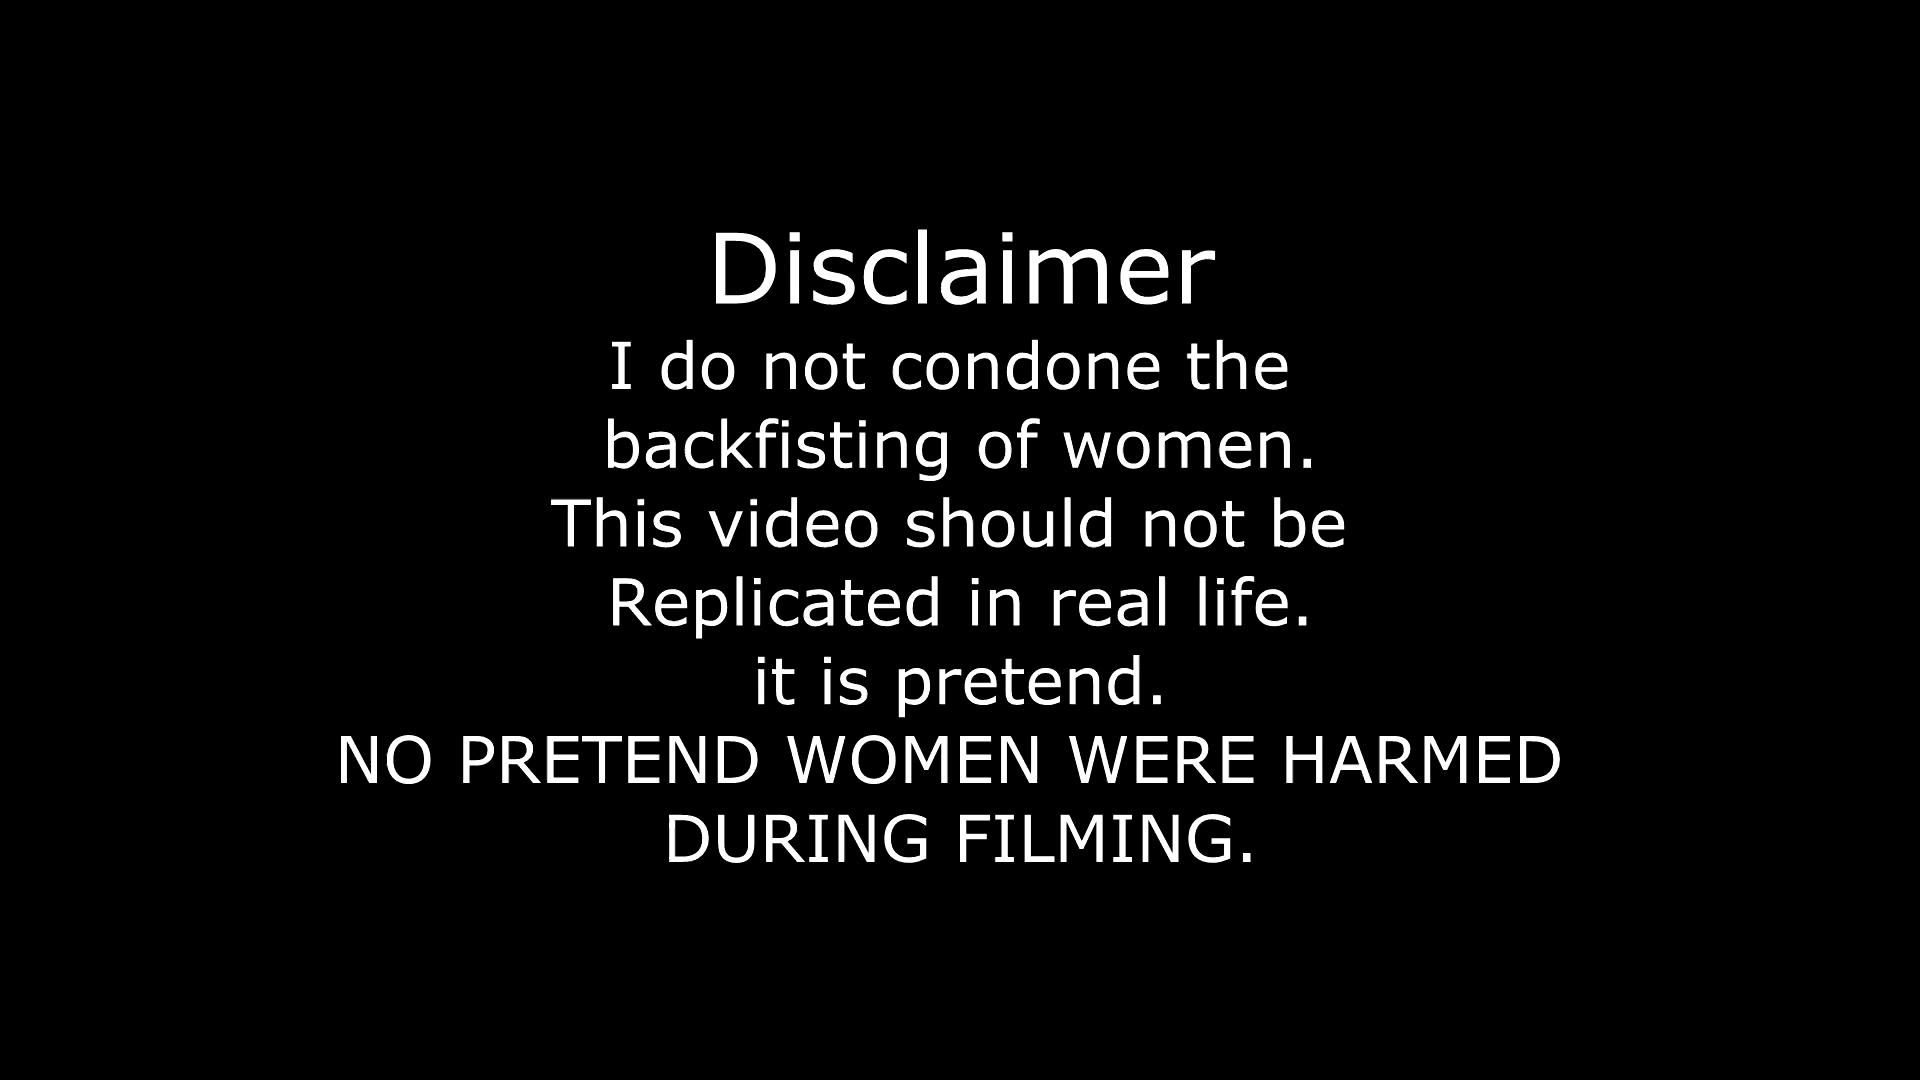 Disclaimer
I do not condone the
backfisting of women.
This video should not be
Replicated in real life.
it is pretend.
NO PRETEND WOMEN WERE HARMED
DURING FILMING.